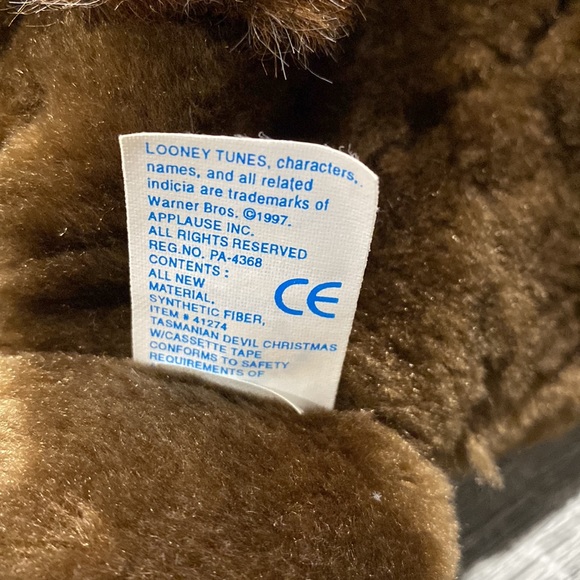 LOONEY TUNES, characters,
names, and all related
indicia are trademarks of
Warner Bros. ©1997.
APPLAUSE INC.
ALL RIGHTS RESERVED
REG.NO. PA-4368
CONTENTS :
ALL NEW
MATERIAL,
SYNTHETIC FIBER,
ITEM # 41274
TASMANIAN DEVIL CHRISTMAS
W/CASSETTE TAPE
CONFORMS TO SAFETY
REQUIREMENTS OF
CE